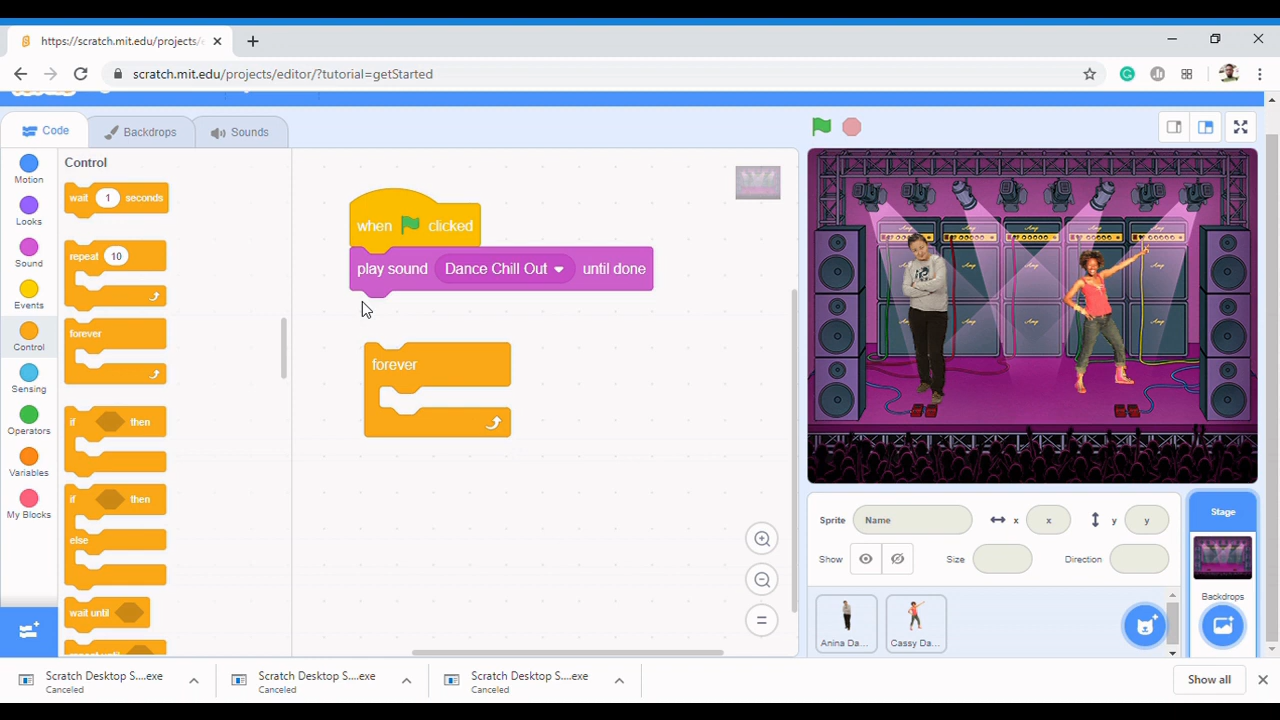 https://scratch.mit.edu/projects/e
scratch.mit.edu/projects/editor/?tutorial=getStarted
Code
Backdrops
Sounds
Motion
Looks
Sound
Events
Control
Sensing
Operators
Variables
My Blocks
Control
wait 1 seconds
repeat 10
forever
if then
if then
else
wait until
repeat until
when clicked
play sound Dance Chill Out until done
forever
Sprite Name x x y y
Show Size Direction
Anina Da...
Cassy Da...
Stage
Backdrops
Scratch Desktop S....exe
Canceled
Scratch Desktop S....exe
Canceled
Scratch Desktop S....exe
Canceled
Show all